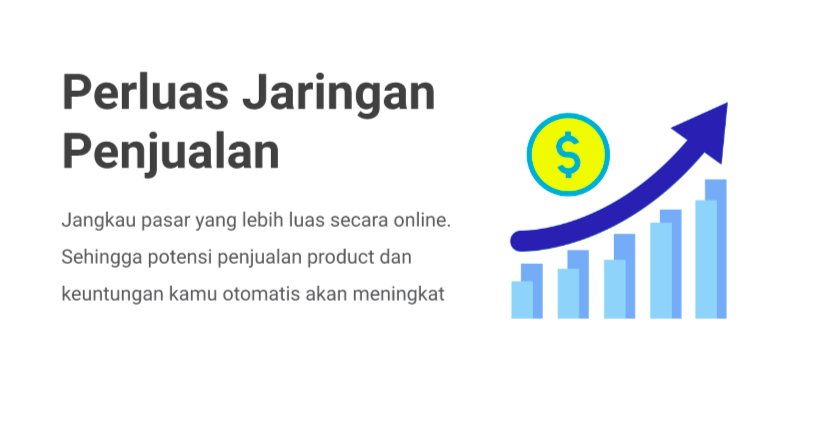 Perluas Jaringan
Penjualan
Jangkau pasar yang lebih luas secara online.
Sehingga potensi penjualan product dan
keuntungan kamu otomatis akan meningkat
$